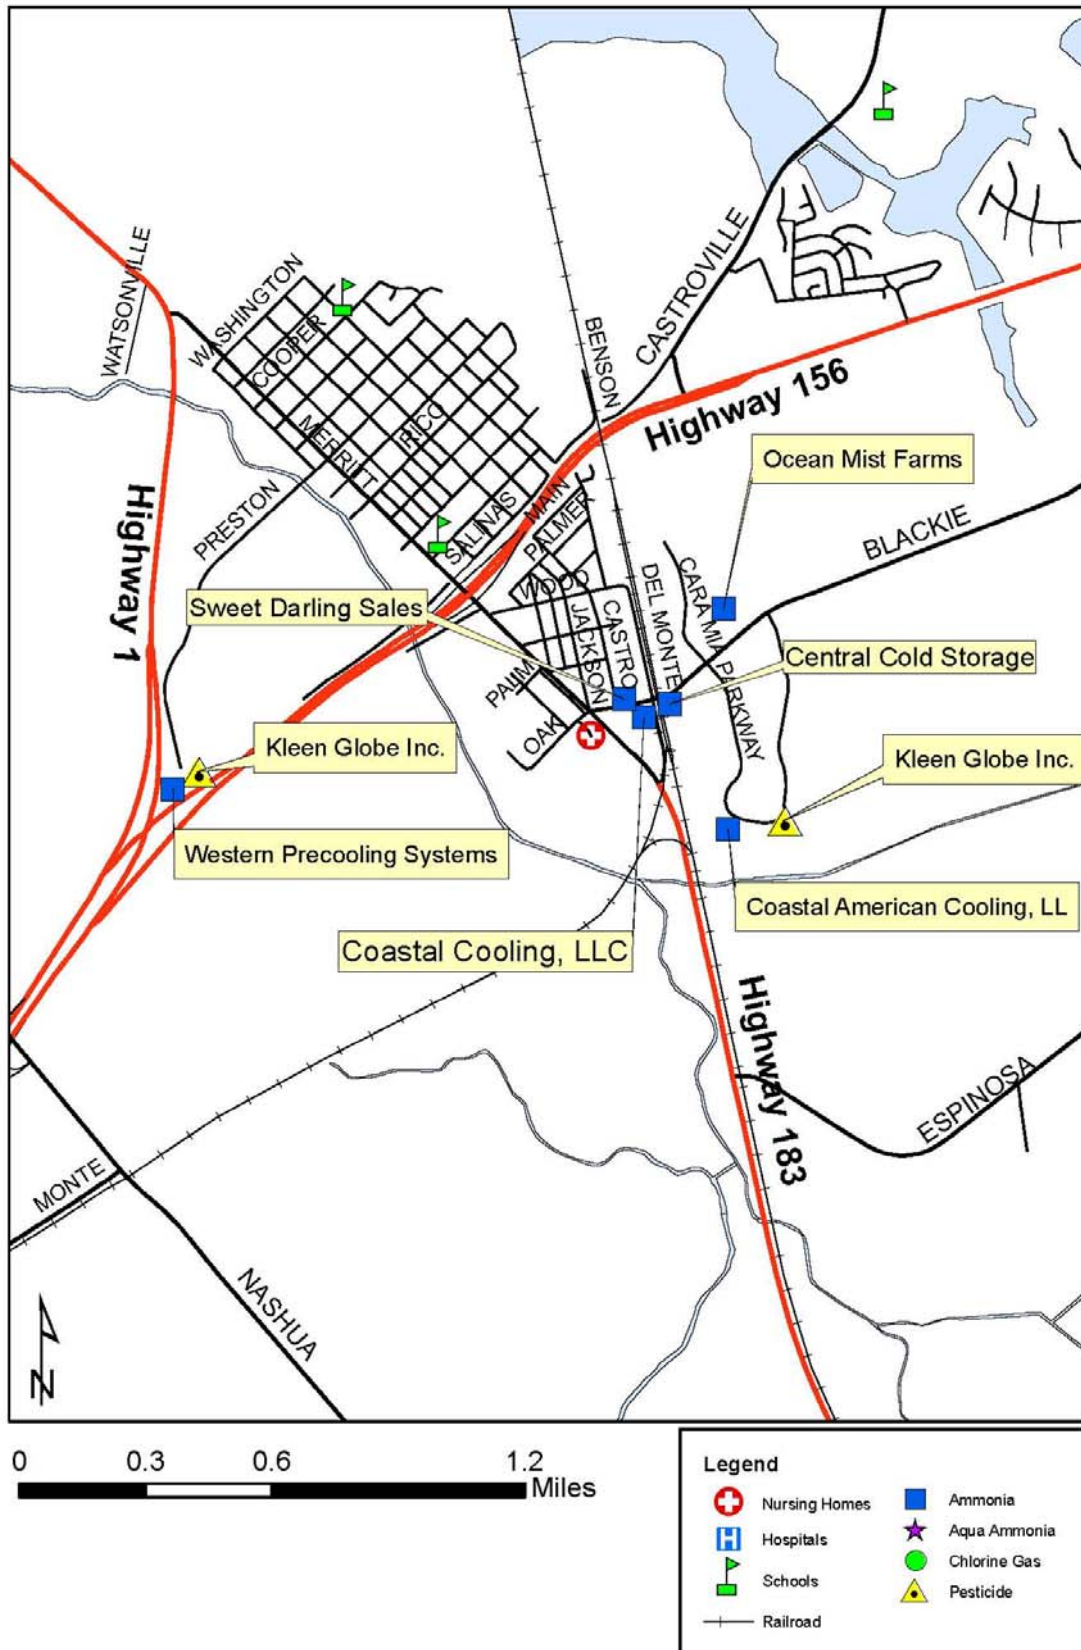 WATSONVILLE
WASHINGTON
COOPER
MERRITT
RICO
SALINAS
MAIN
PALMER
WOOD
BENSON
CASTROVILLE
Highway 156
Ocean Mist Farms
BLACKIE
Highway 1
PRESTON
Sweet Darling Sales
JACKSON
CASTRO
DEL MONTE
CARA MIA PARKWAY
Central Cold Storage
PALM
OAK
Kleen Globe Inc.
Kleen Globe Inc.
Western Precooling Systems
Coastal American Cooling, LL
Coastal Cooling, LLC
Highway 183
ESPINOSA
MONTE
NASHUA
N
0 0.3 0.6 1.2
Miles
Legend
Nursing Homes
H Hospitals
Schools
Railroad
Ammonia
Aqua Ammonia
Chlorine Gas
Pesticide